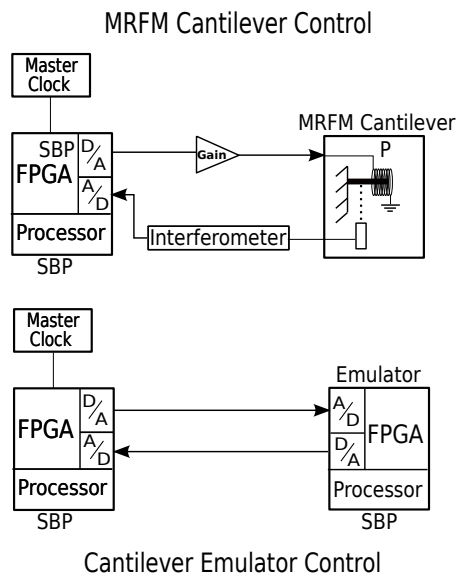 MRFM Cantilever Control
Master
Clock
MRFM Cantilever
SBP
D/A
Gain
P
FPGA
A/D
Processor
Interferometer
SBP
Master
Clock
Emulator
D/A
A/D
FPGA
FPGA
A/D
D/A
Processor
Processor
SBP
SBP
Cantilever Emulator Control